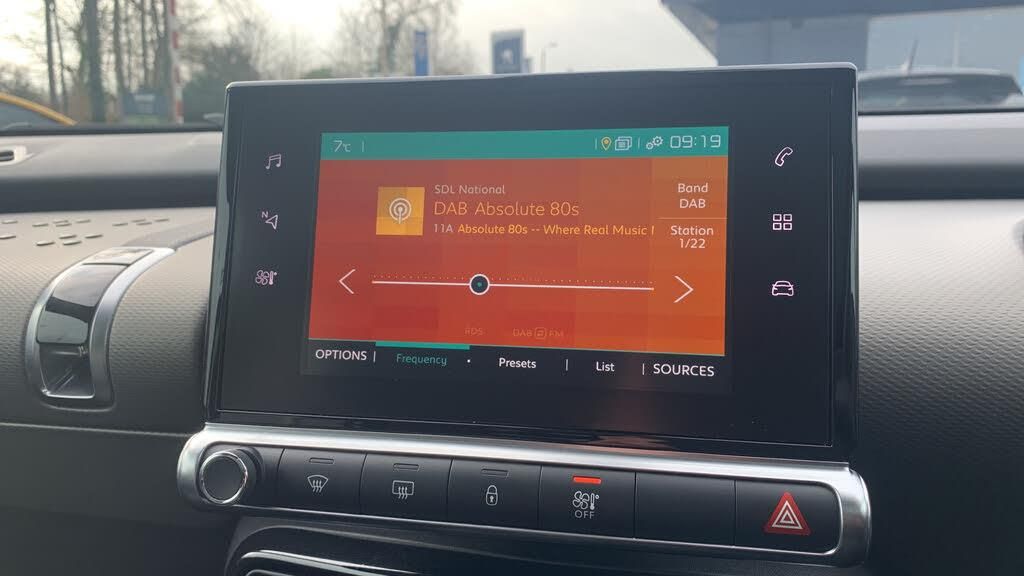 7°C
09:19
SDL National
DAB Absolute 80s
11A Absolute 80s -- Where Real Music
Band
DAB
Station
1/22
RDS
DAB FM
OPTIONS
Frequency
Presets
List
SOURCES
N
OFF